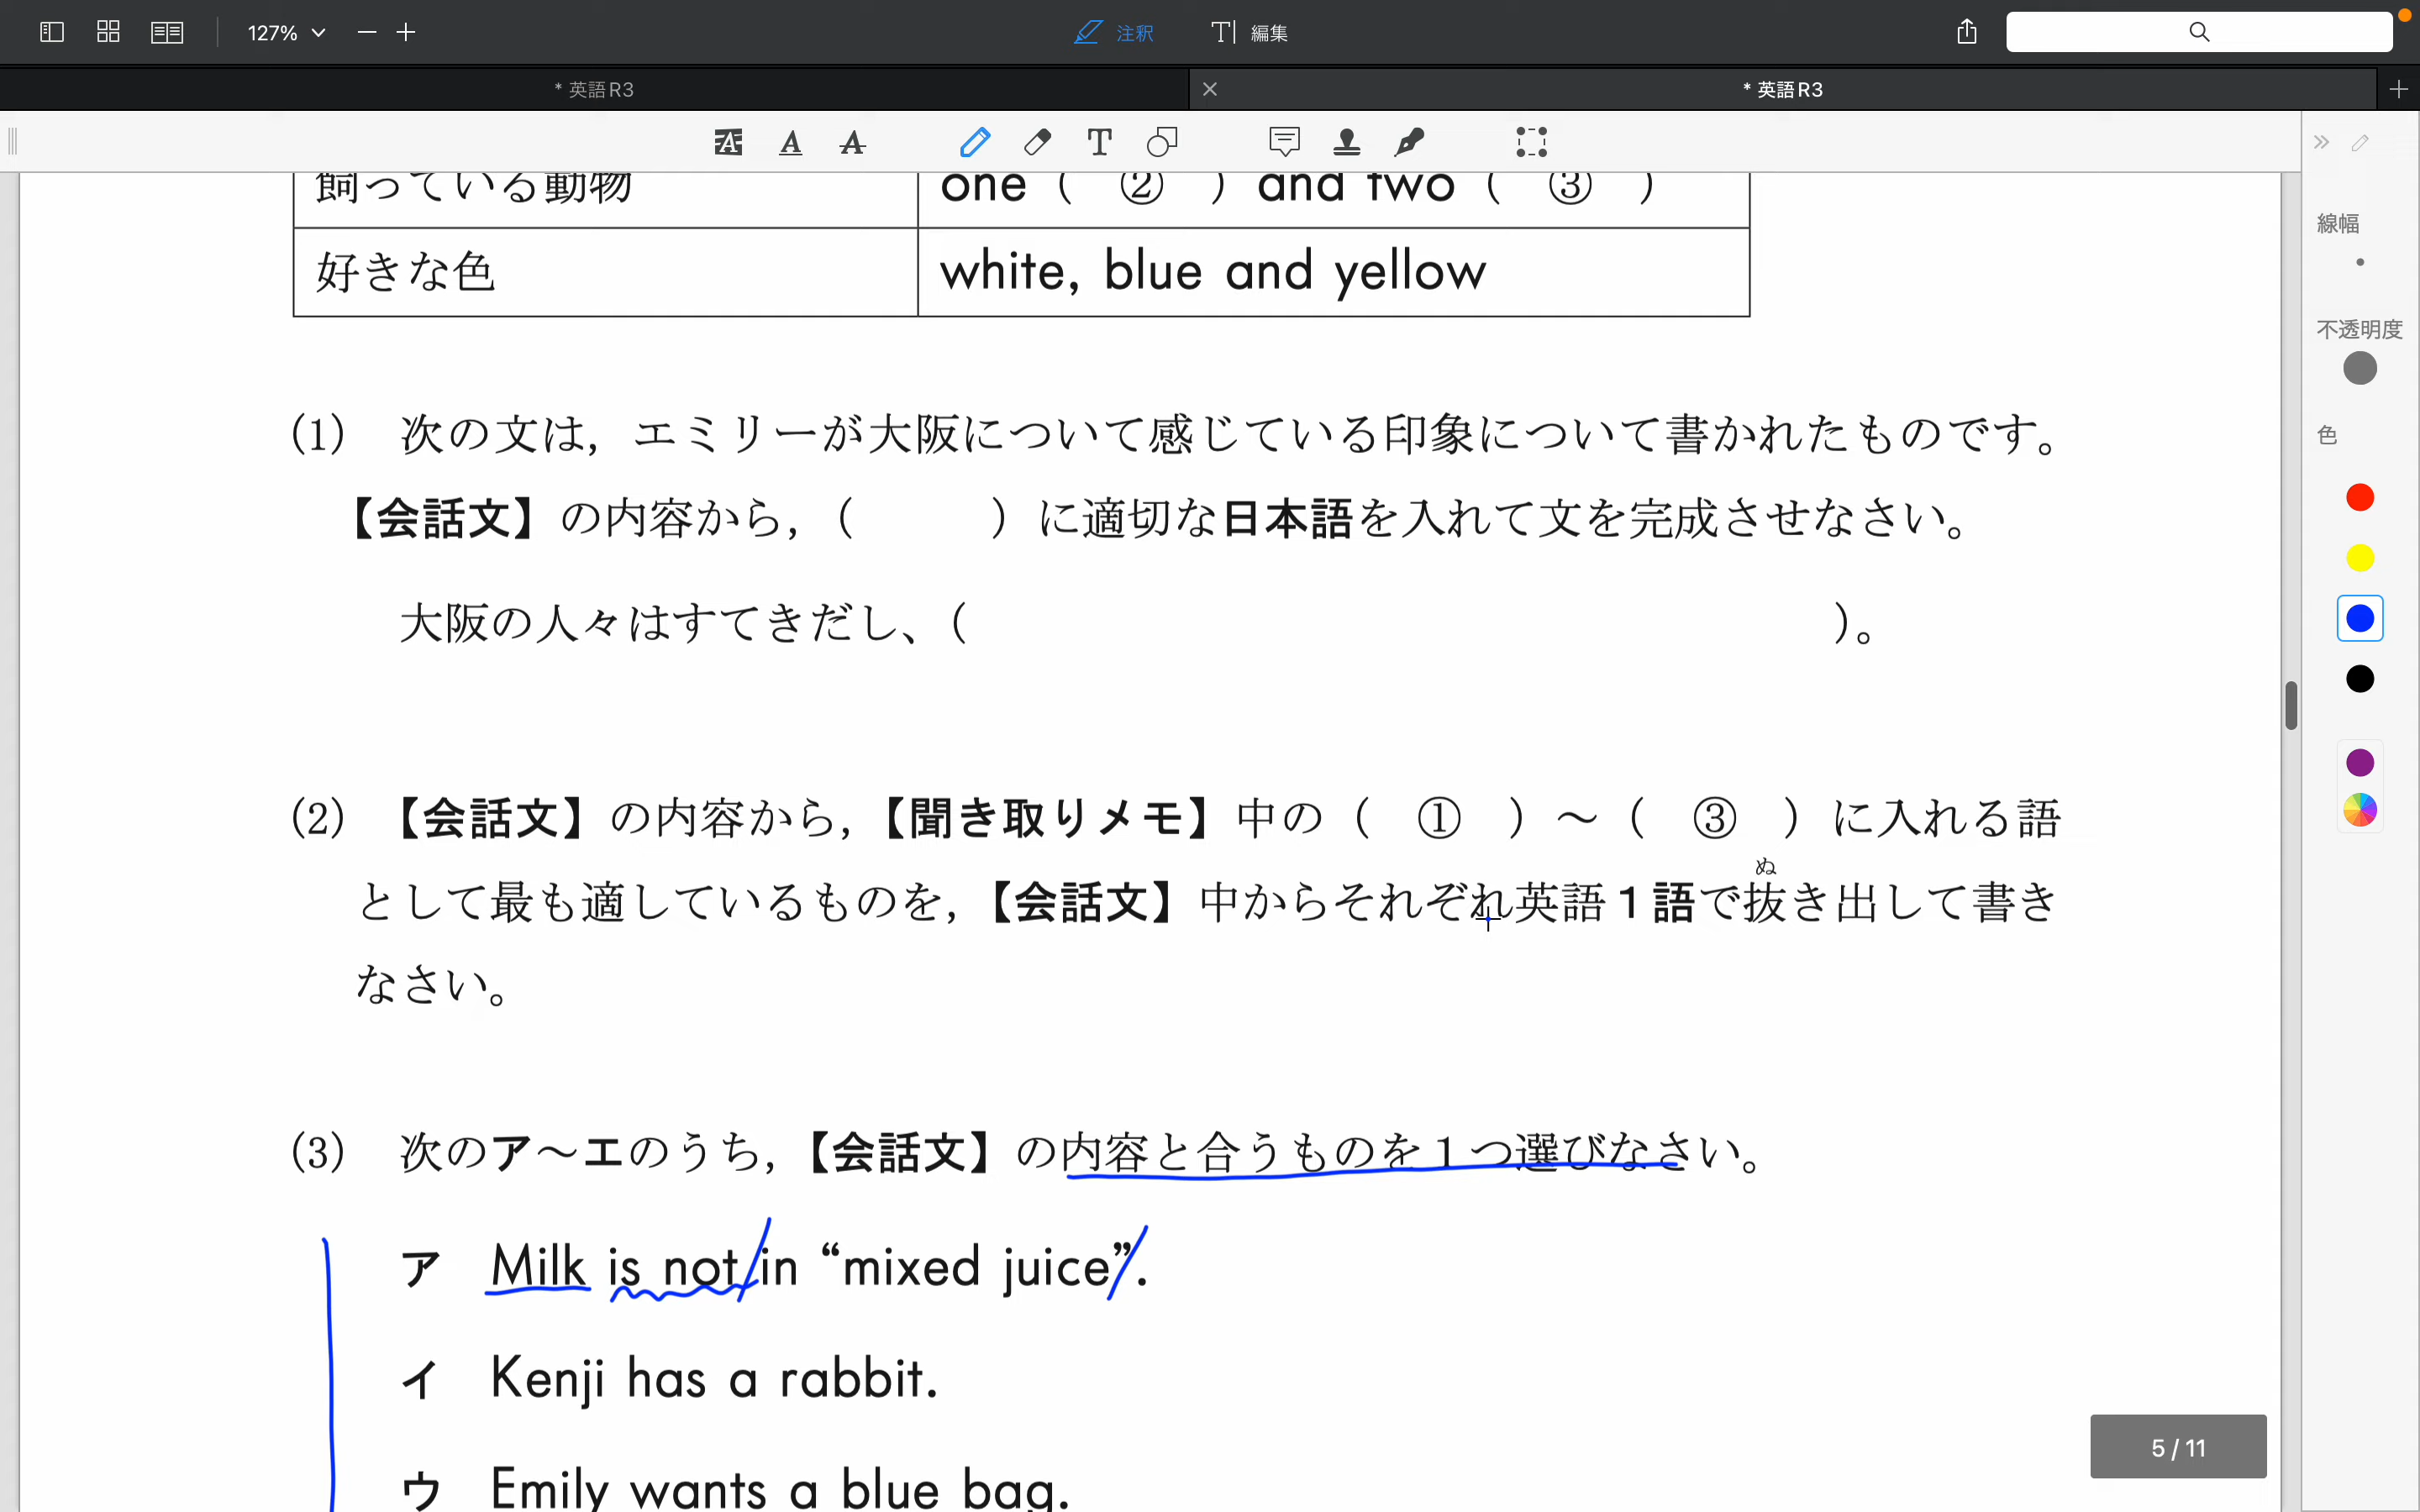 127%
注釈
編集
* 英語R3
* 英語R3
飼っている動物 one ( ② ) and two ( ③ )
好きな色 white, blue and yellow
(1) 次の文は，エミリーが大阪について感じている印象について書かれたものです。
【会話文】の内容から，（ ）に適切な日本語を入れて文を完成させなさい。
大阪の人々はすてきだし、（ ）。
(2) 【会話文】の内容から，【聞き取りメモ】中の（ ① ）～（ ③ ）に入れる語
ぬ
として最も適しているものを，【会話文】中からそれぞれ英語１語で抜き出して書き
なさい。
(3) 次のア～エのうち，【会話文】の内容と合うものを１つ選びなさい。
ア Milk is not in “mixed juice”.
イ Kenji has a rabbit.
ウ Emily wants a blue bag.
線幅
不透明度
色
5 / 11